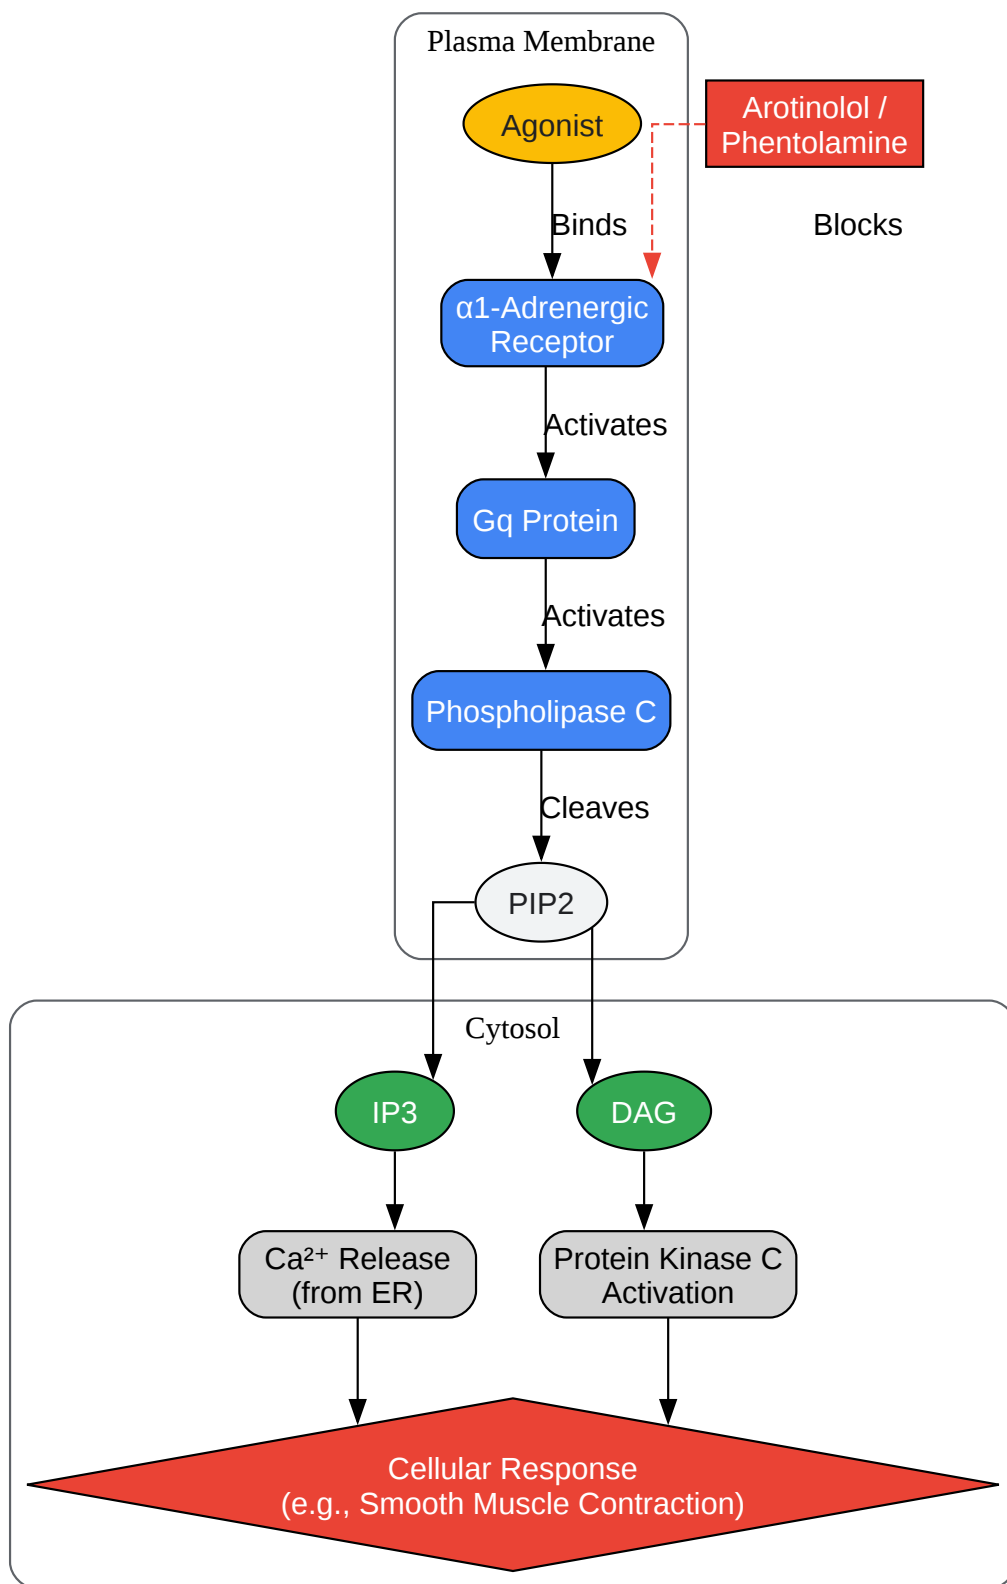 Plasma Membrane
Agonist
Arotinolol /
Phentolamine
Binds
Blocks
α1-Adrenergic
Receptor
Activates
Gq Protein
Activates
Phospholipase C
Cleaves
PIP2
Cytosol
IP3
DAG
Ca²⁺ Release
(from ER)
Protein Kinase C
Activation
Cellular Response
(e.g., Smooth Muscle Contraction)